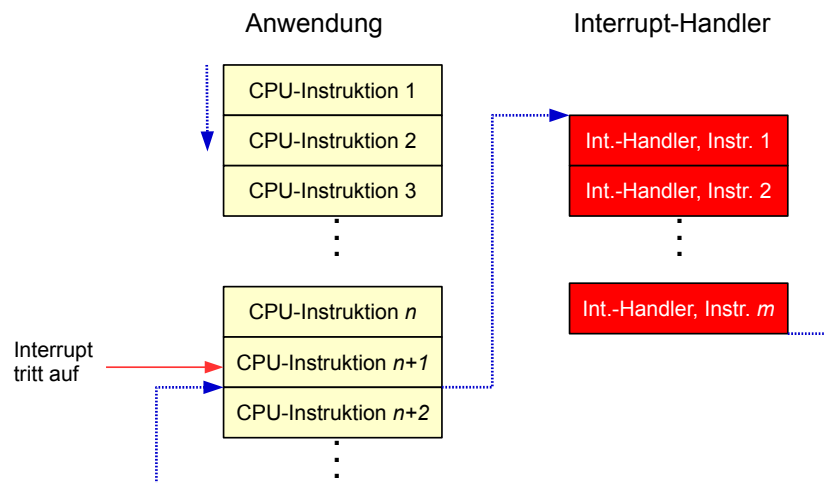 Anwendung
Interrupt-Handler
CPU-Instruktion 1
CPU-Instruktion 2
CPU-Instruktion 3
Int.-Handler, Instr. 1
Int.-Handler, Instr. 2
CPU-Instruktion n
CPU-Instruktion n+1
CPU-Instruktion n+2
Int.-Handler, Instr. m
Interrupt
tritt auf